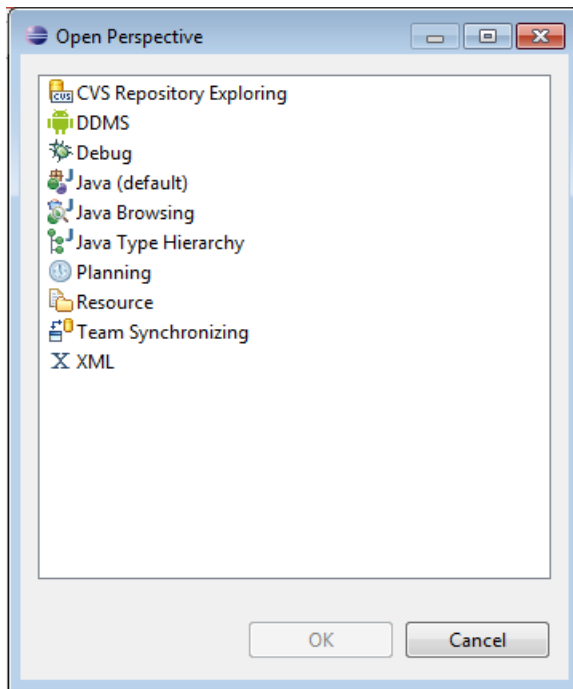 Open Perspective
CVS Repository Exploring
DDMS
Debug
Java (default)
Java Browsing
Java Type Hierarchy
Planning
Resource
Team Synchronizing
X XML
OK
Cancel